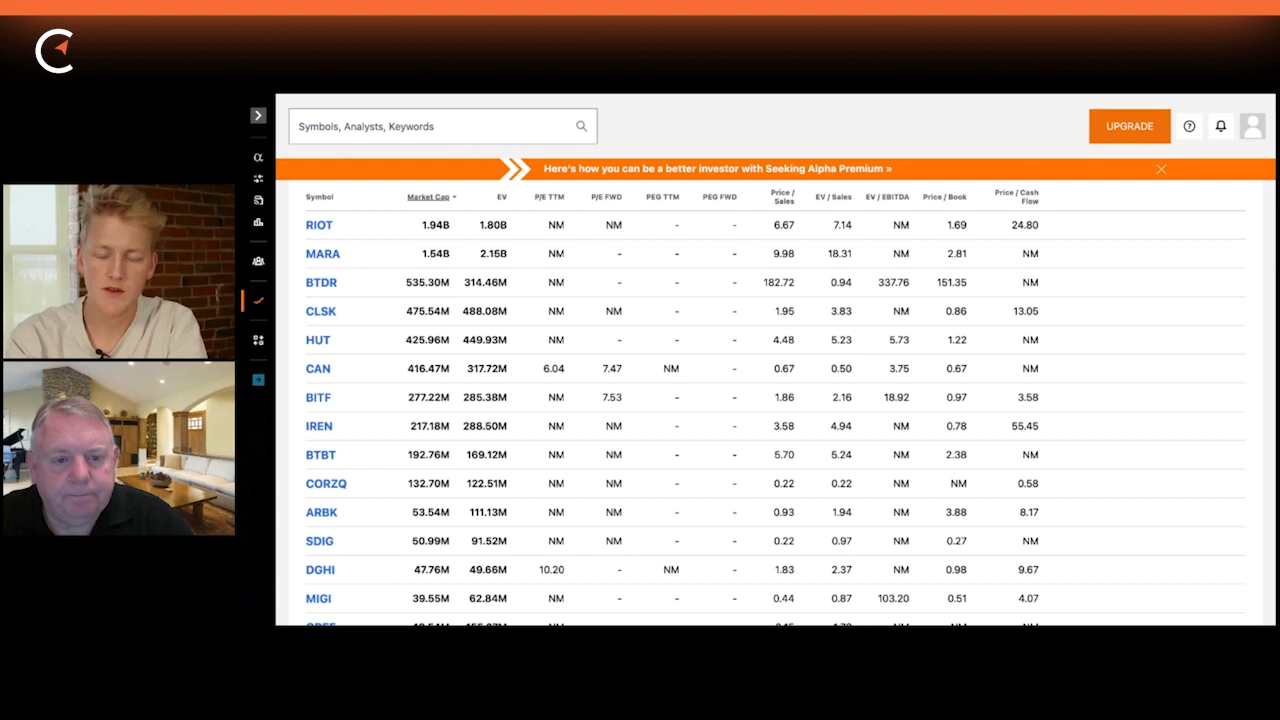 Symbols, Analysts, Keywords
UPGRADE
Here's how you can be a better investor with Seeking Alpha Premium »
Symbol Market Cap EV P/E TTM P/E FWD PEG TTM PEG FWD Price / Sales EV / Sales EV / EBITDA Price / Book Price / Cash Flow
RIOT 1.94B 1.80B NM NM - - 6.67 7.14 NM 1.69 24.80
MARA 1.54B 2.15B NM - - - 9.98 18.31 NM 2.81 NM
BTDR 535.30M 314.46M NM - - - 182.72 0.94 337.76 151.35 NM
CLSK 475.54M 488.08M NM NM - - 1.95 3.83 NM 0.86 13.05
HUT 425.96M 449.93M NM - - - 4.48 5.23 5.73 1.22 NM
CAN 416.47M 317.72M 6.04 7.47 NM - 0.67 0.50 3.75 0.67 NM
BITF 277.22M 285.38M NM 7.53 - - 1.86 2.16 18.92 0.97 3.58
IREN 217.18M 288.50M NM NM - - 3.58 4.94 NM 0.78 55.45
BTBT 192.76M 169.12M NM NM - - 5.70 5.24 NM 2.38 NM
CORZQ 132.70M 122.51M NM NM - - 0.22 0.22 NM NM 0.58
ARBK 53.54M 111.13M NM NM - - 0.93 1.94 NM 3.88 8.17
SDIG 50.99M 91.52M NM NM - - 0.22 0.97 NM 0.27 NM
DGHI 47.76M 49.66M 10.20 - NM - 1.83 2.37 NM 0.98 9.67
MIGI 39.55M 62.84M NM - - - 0.44 0.87 103.20 0.51 4.07